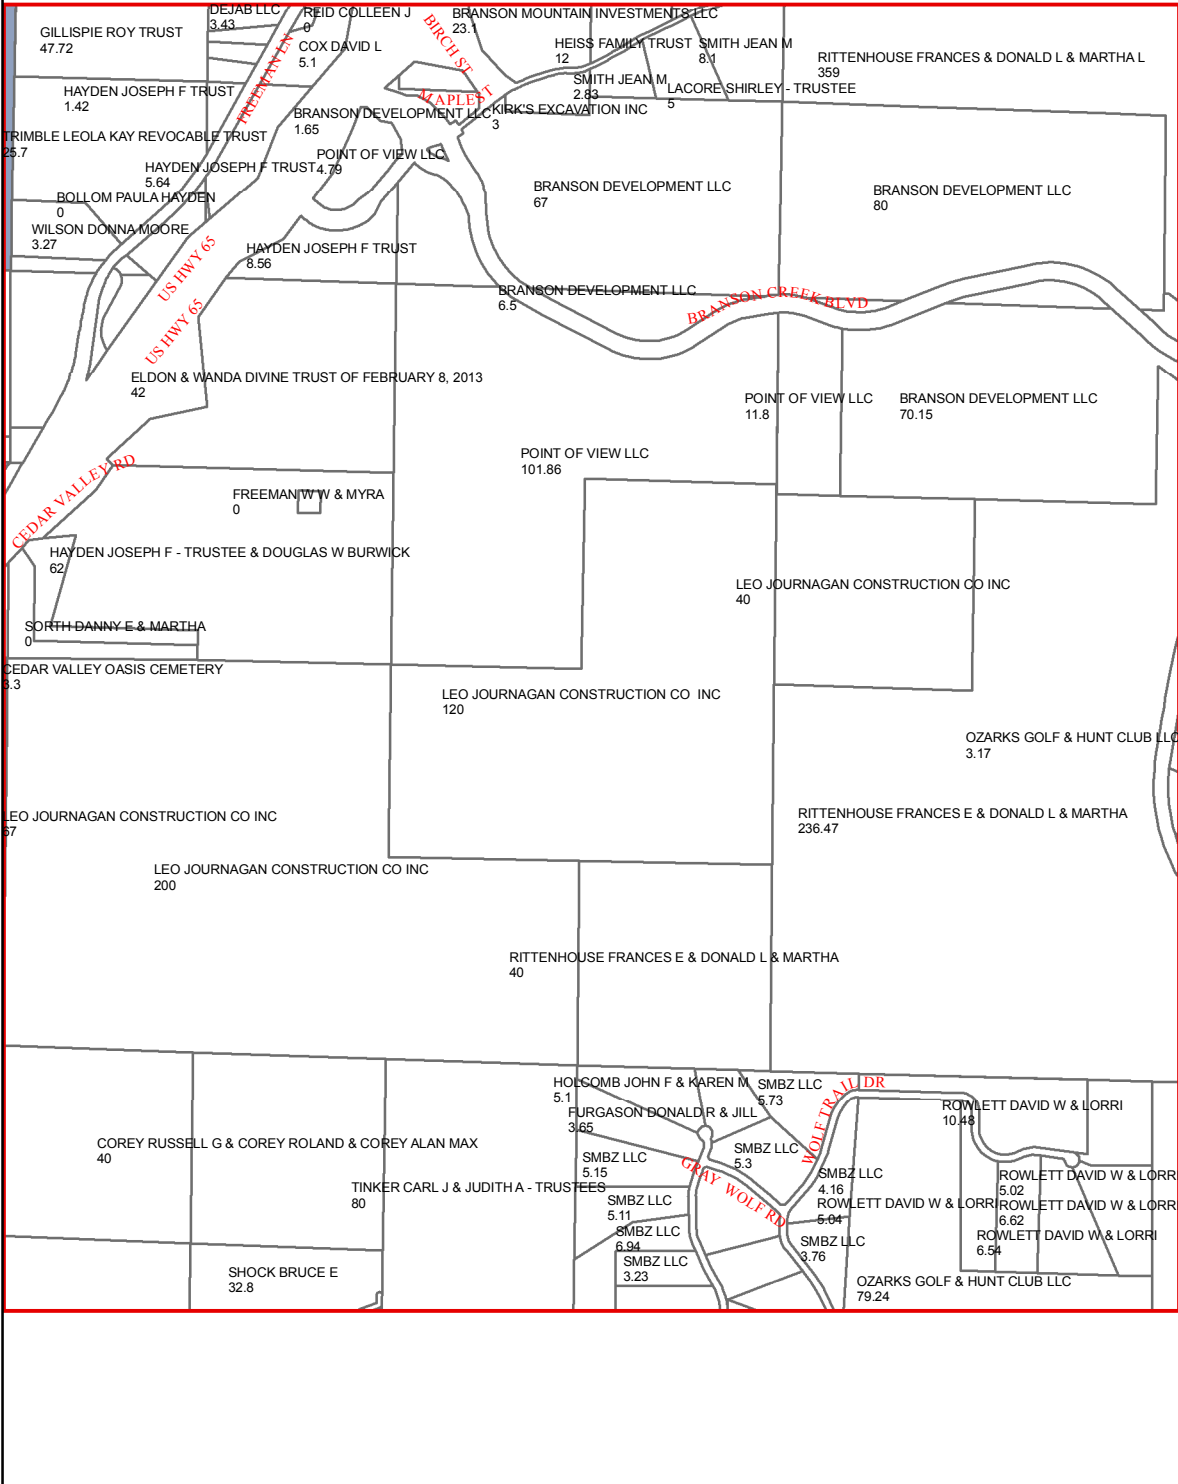 DEJAB LLC
3.43
REID COLLEEN J
0
BRANSON MOUNTAIN INVESTMENTS LLC
23.1
GILLISPIE ROY TRUST
47.72
COX DAVID L
5.1
BIRCH ST
HEISS FAMILY TRUST
12
SMITH JEAN M
8.1
RITTENHOUSE FRANCES & DONALD L & MARTHA L
359
FREEMAN LN
HAYDEN JOSEPH F TRUST
1.42
SMITH JEAN M
2.83
LACORE SHIRLEY - TRUSTEE
5
MAPLE ST
BRANSON DEVELOPMENT LLC
1.65
KIRK'S EXCAVATION INC
3
TRIMBLE LEOLA KAY REVOCABLE TRUST
25.7
POINT OF VIEW LLC
4.79
HAYDEN JOSEPH F TRUST
5.64
BOLLOM PAULA HAYDEN
0
BRANSON DEVELOPMENT LLC
67
BRANSON DEVELOPMENT LLC
80
WILSON DONNA MOORE
3.27
HAYDEN JOSEPH F TRUST
8.56
US HWY 65
US HWY 65
BRANSON DEVELOPMENT LLC
6.5
BRANSON CREEK BLVD
ELDON & WANDA DIVINE TRUST OF FEBRUARY 8, 2013
42
POINT OF VIEW LLC
11.8
BRANSON DEVELOPMENT LLC
70.15
POINT OF VIEW LLC
101.86
CEDAR VALLEY RD
FREEMAN W W & MYRA
0
HAYDEN JOSEPH F - TRUSTEE & DOUGLAS W BURWICK
62
LEO JOURNAGAN CONSTRUCTION CO INC
40
SORTH DANNY E & MARTHA
0
CEDAR VALLEY OASIS CEMETERY
3.3
LEO JOURNAGAN CONSTRUCTION CO  INC
120
OZARKS GOLF & HUNT CLUB LLC
3.17
LEO JOURNAGAN CONSTRUCTION CO INC
67
RITTENHOUSE FRANCES E & DONALD L & MARTHA
236.47
LEO JOURNAGAN CONSTRUCTION CO INC
200
RITTENHOUSE FRANCES E & DONALD L & MARTHA
40
HOLCOMB JOHN F & KAREN M
5.1
SMBZ LLC
5.73
WOLF TRAIL DR
FURGASON DONALD R & JILL
3.65
ROWLETT DAVID W & LORRI
10.48
COREY RUSSELL G & COREY ROLAND & COREY ALAN MAX
40
SMBZ LLC
5.3
SMBZ LLC
5.15
GRAY WOLF RD
SMBZ LLC
4.16
ROWLETT DAVID W & LORRI
5.02
TINKER CARL J & JUDITH A - TRUSTEES
80
SMBZ LLC
5.11
ROWLETT DAVID W & LORRI
5.04
ROWLETT DAVID W & LORRI
6.62
SMBZ LLC
6.94
SMBZ LLC
3.76
ROWLETT DAVID W & LORRI
6.54
SMBZ LLC
3.23
SHOCK BRUCE E
32.8
OZARKS GOLF & HUNT CLUB LLC
79.24